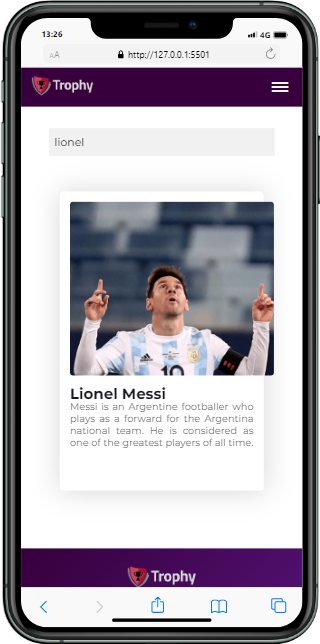 13:26
4G
AA
http://127.0.0.1:5501
Trophy
lionel
10
Lionel Messi
Messi is an Argentine footballer who
plays as a forward for the Argentina
national team. He is considered as
one of the greatest players of all time.
Trophy